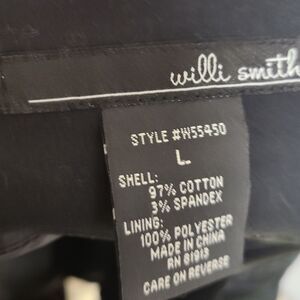 willi smith
STYLE #W55450
L
SHELL:
97% COTTON
3% SPANDEX
LINING:
100% POLYESTER
MADE IN CHINA
RN 81913
CARE ON REVERSE